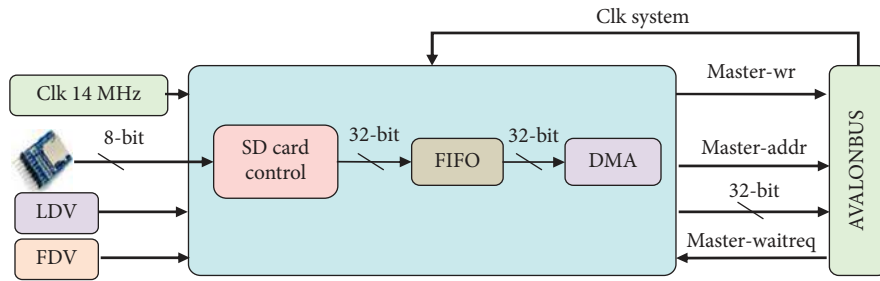 Clk system
Clk 14 MHz
Master-wr
8-bit
SD card
control
32-bit
FIFO
32-bit
DMA
Master-addr
32-bit
LDV
FDV
Master-waitreq
AVALONBUS